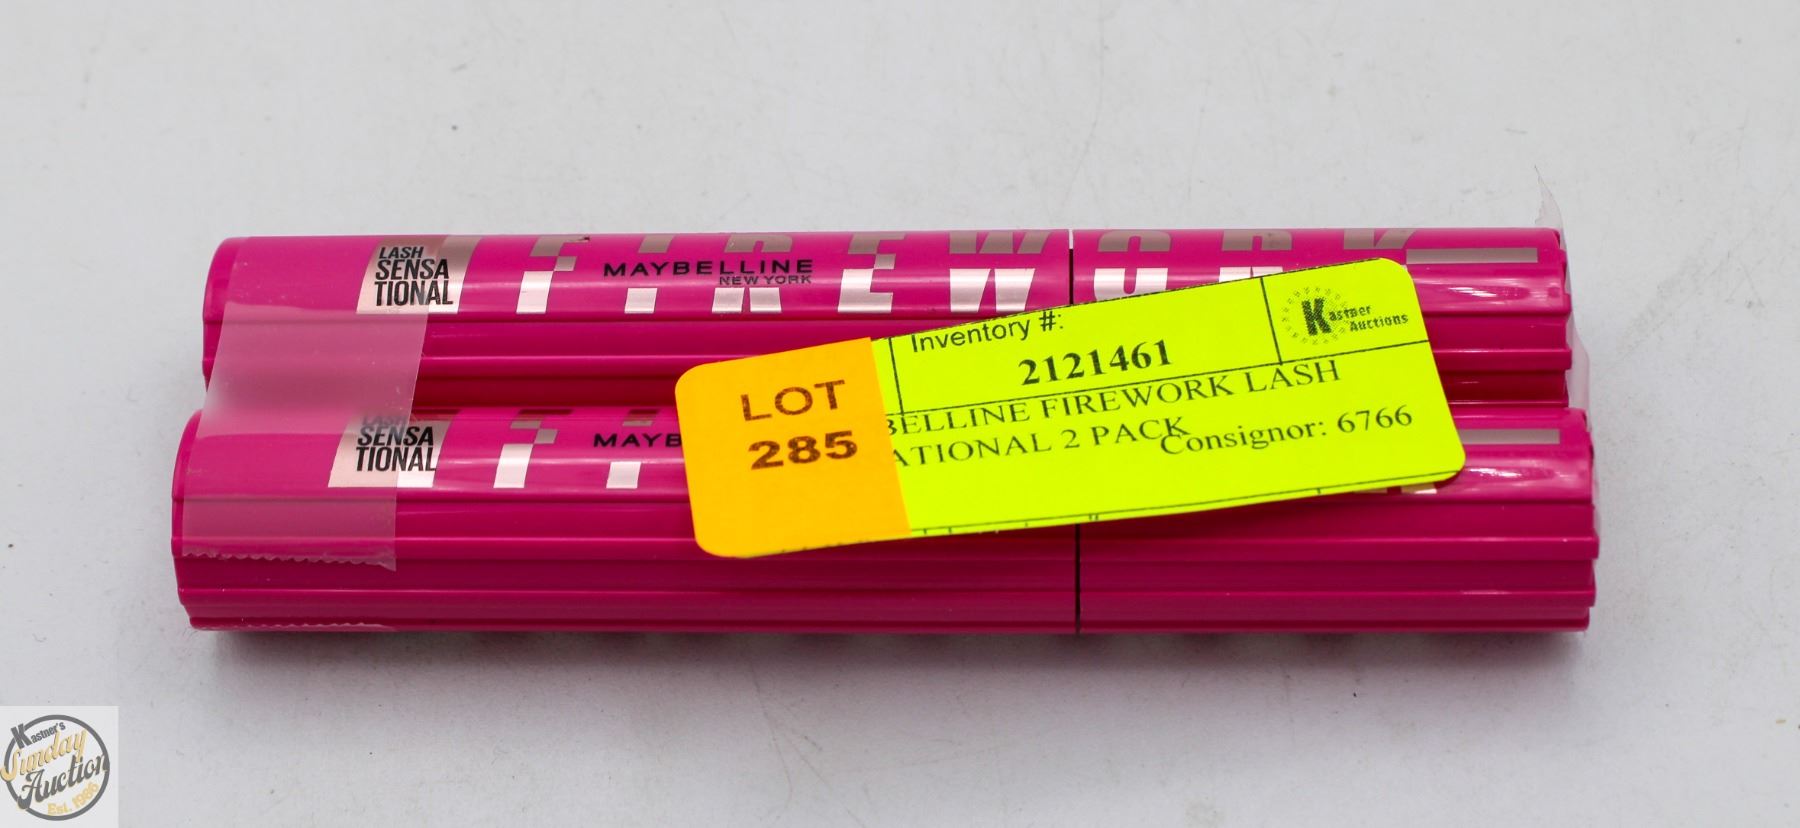 LASH
SENSA
TIONAL
FIREWORK
MAYBELLINE
NEW YORK
LASH
SENSA
TIONAL
MAYB
LOT
285
Inventory #:
2121461
BELLINE FIREWORK LASH
ATIONAL 2 PACK
Consignor: 6766
Kastner
Auctions
Kastner's
Sunday
Auction
Est. 1986